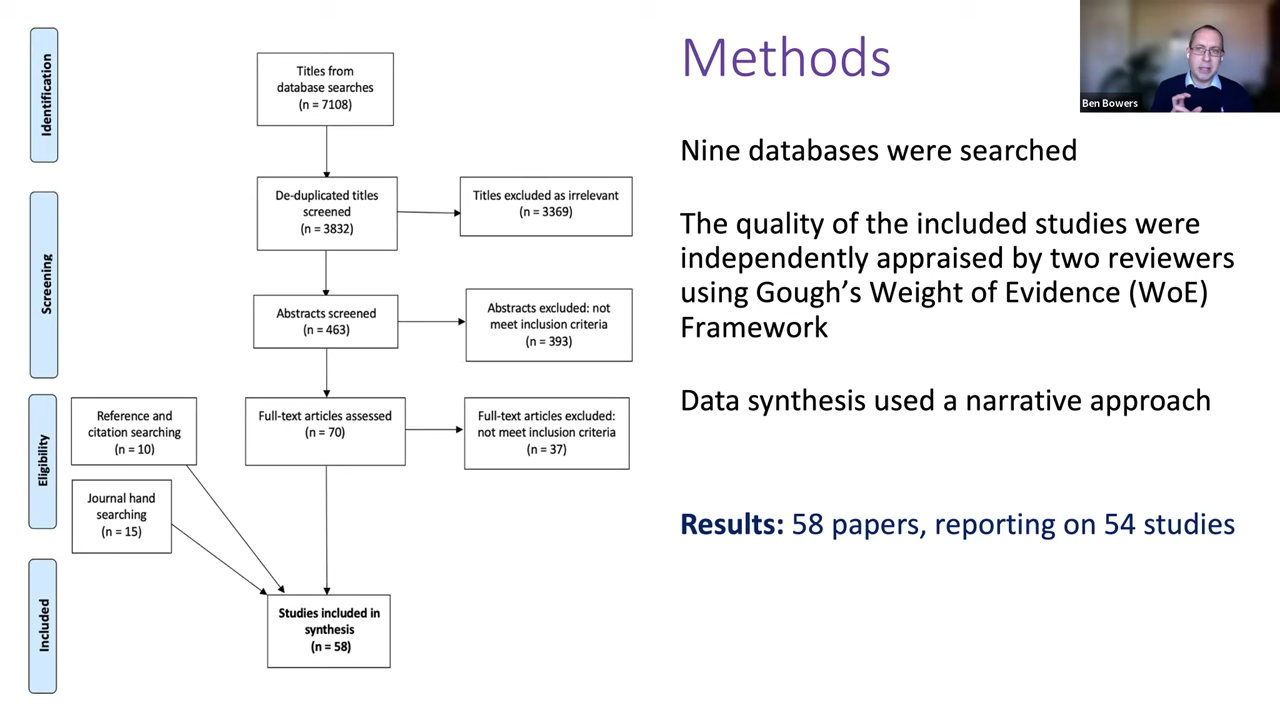 Identification
Titles from
database searches
(n = 7108)
Screening
De-duplicated titles
screened
(n = 3832)
Titles excluded as irrelevant
(n = 3369)
Abstracts screened
(n = 463)
Abstracts excluded: not
meet inclusion criteria
(n = 393)
Eligibility
Reference and
citation searching
(n = 10)
Full-text articles assessed
(n = 70)
Full-text articles excluded:
not meet inclusion criteria
(n = 37)
Journal hand
searching
(n = 15)
Included
Studies included in
synthesis
(n = 58)
Methods
Ben Bowers
Nine databases were searched
The quality of the included studies were
independently appraised by two reviewers
using Gough’s Weight of Evidence (WoE)
Framework
Data synthesis used a narrative approach
Results: 58 papers, reporting on 54 studies